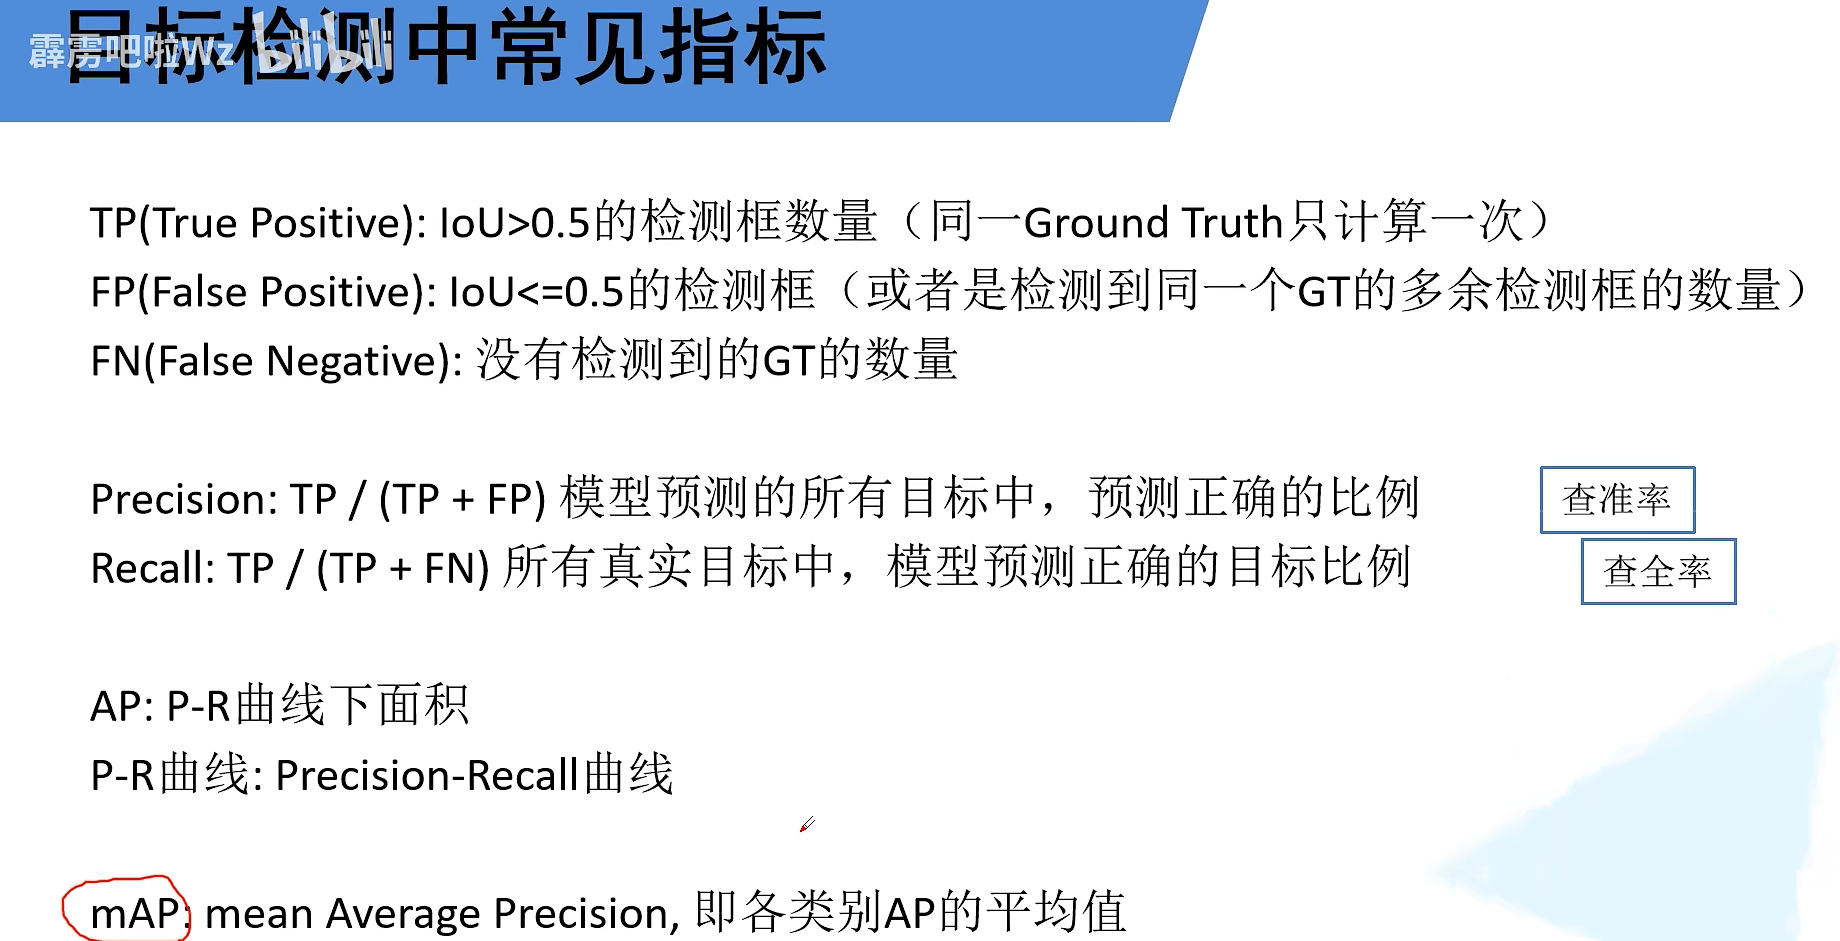 目标检测中常见指标
霹雳吧啦Wz bilibili
TP(True Positive): IoU>0.5的检测框数量（同一Ground Truth只计算一次）
FP(False Positive): IoU<=0.5的检测框（或者是检测到同一个GT的多余检测框的数量）
FN(False Negative): 没有检测到的GT的数量
Precision: TP / (TP + FP) 模型预测的所有目标中，预测正确的比例
查准率
Recall: TP / (TP + FN) 所有真实目标中，模型预测正确的目标比例
查全率
AP: P-R曲线下面积
P-R曲线: Precision-Recall曲线
mAP: mean Average Precision, 即各类别AP的平均值